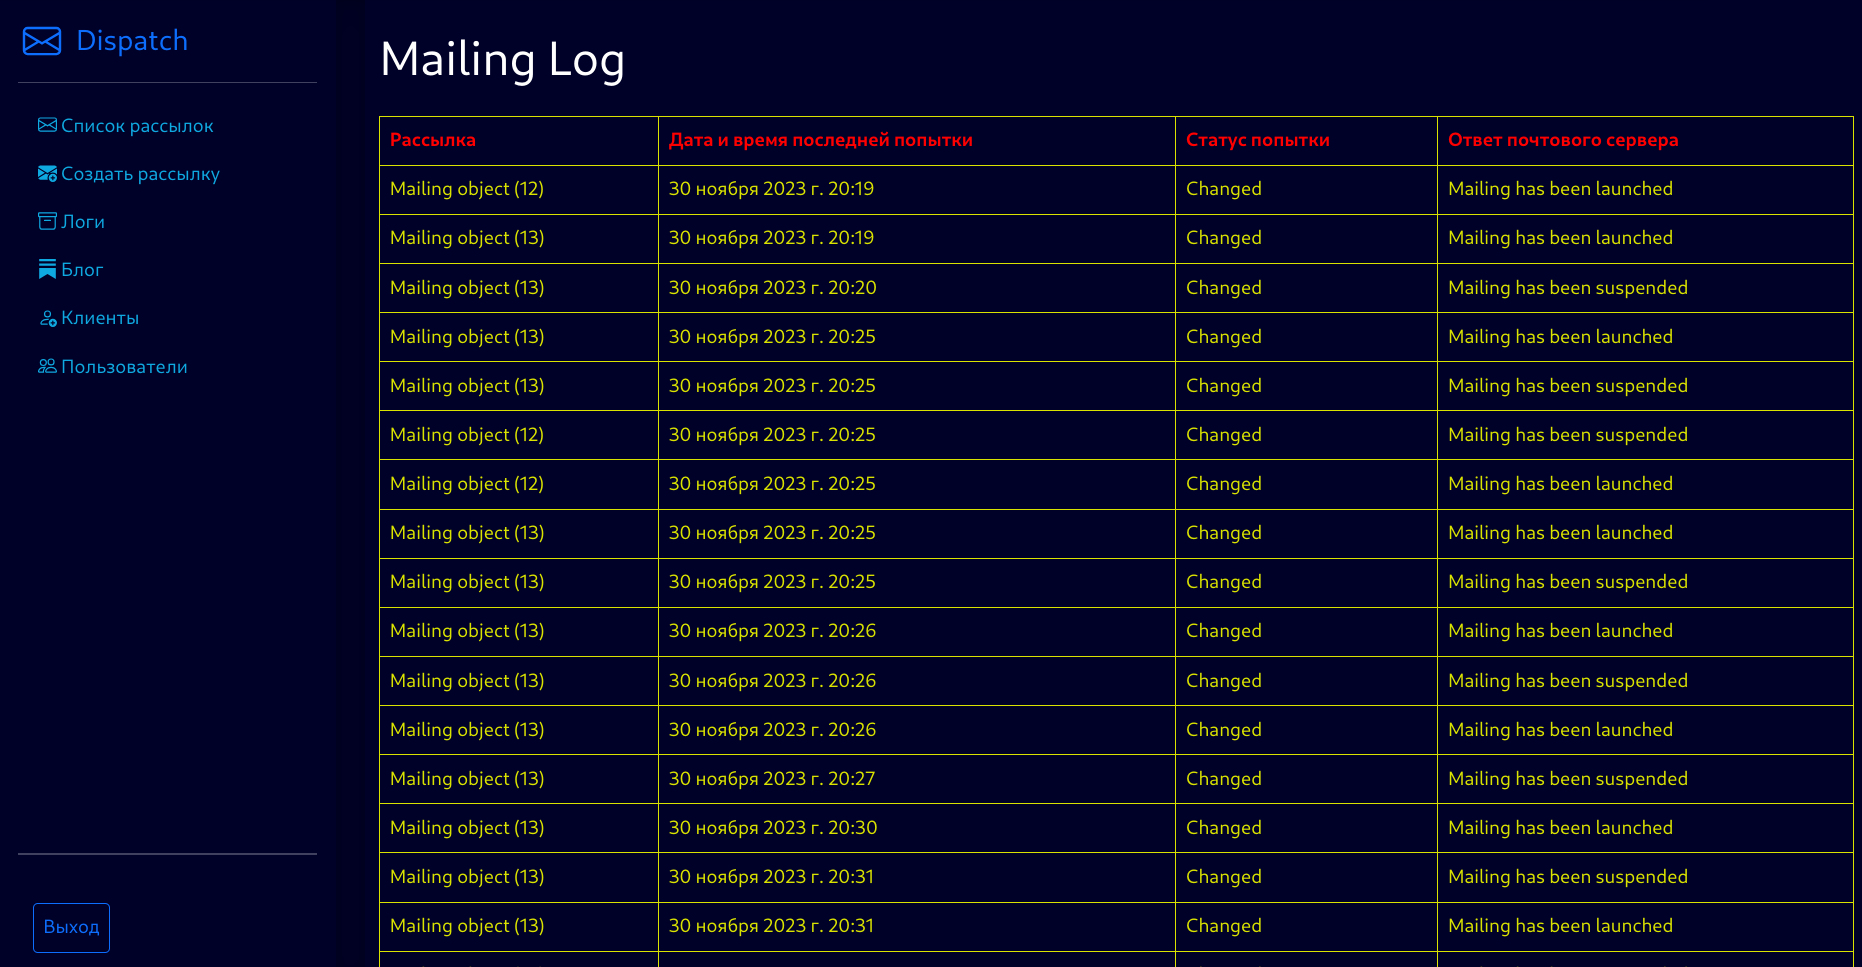 Dispatch
Список рассылок
Создать рассылку
Логи
Блог
Клиенты
Пользователи
Выход
Mailing Log
Рассылка Дата и время последней попытки Статус попытки Ответ почтового сервера
Mailing object (12) 30 ноября 2023 г. 20:19 Changed Mailing has been launched
Mailing object (13) 30 ноября 2023 г. 20:19 Changed Mailing has been launched
Mailing object (13) 30 ноября 2023 г. 20:20 Changed Mailing has been suspended
Mailing object (13) 30 ноября 2023 г. 20:25 Changed Mailing has been launched
Mailing object (13) 30 ноября 2023 г. 20:25 Changed Mailing has been suspended
Mailing object (12) 30 ноября 2023 г. 20:25 Changed Mailing has been suspended
Mailing object (12) 30 ноября 2023 г. 20:25 Changed Mailing has been launched
Mailing object (13) 30 ноября 2023 г. 20:25 Changed Mailing has been launched
Mailing object (13) 30 ноября 2023 г. 20:25 Changed Mailing has been suspended
Mailing object (13) 30 ноября 2023 г. 20:26 Changed Mailing has been launched
Mailing object (13) 30 ноября 2023 г. 20:26 Changed Mailing has been suspended
Mailing object (13) 30 ноября 2023 г. 20:26 Changed Mailing has been launched
Mailing object (13) 30 ноября 2023 г. 20:27 Changed Mailing has been suspended
Mailing object (13) 30 ноября 2023 г. 20:30 Changed Mailing has been launched
Mailing object (13) 30 ноября 2023 г. 20:31 Changed Mailing has been suspended
Mailing object (13) 30 ноября 2023 г. 20:31 Changed Mailing has been launched